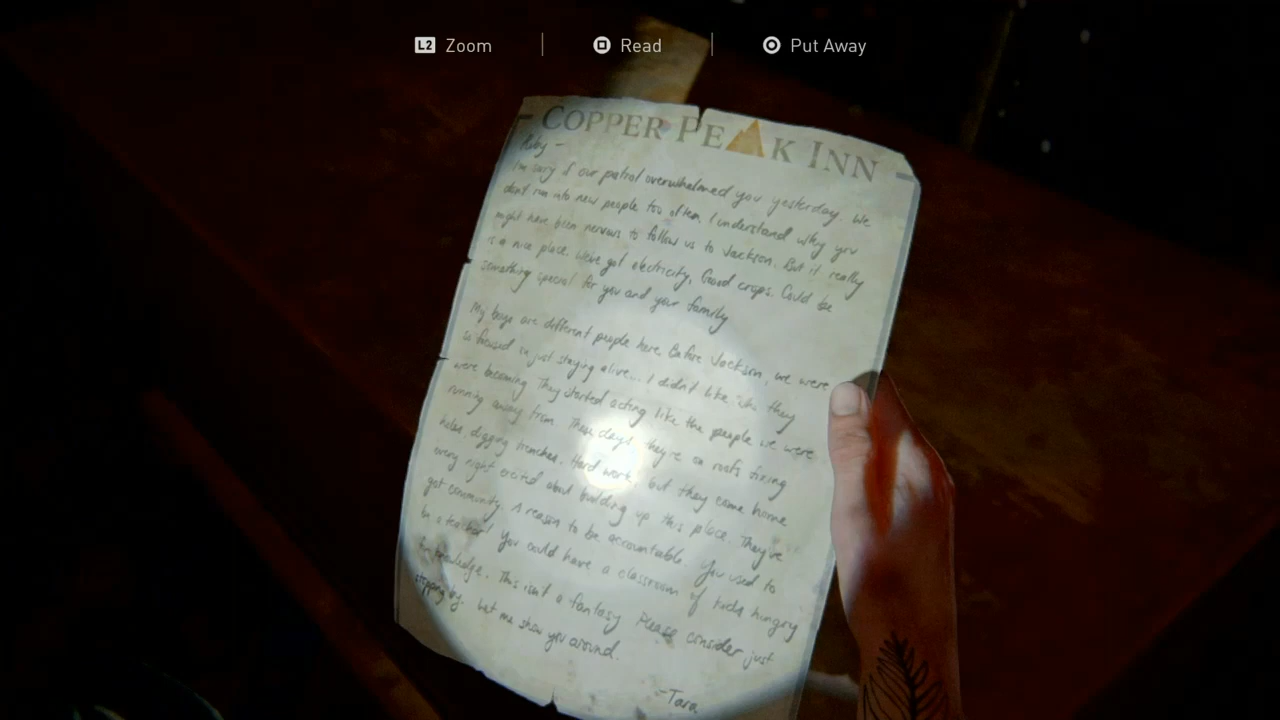 L2 Zoom
Read
Put Away
COPPER PEAK INN
Ruby -
I'm sorry if our patrol overwhelmed you yesterday. We
don't run into new people too often. I understand why you
might have been nervous to follow us to Jackson. But it really
is a nice place. We've got electricity, Good crops. Could be
something special for you and your family
My boys are different people here. Before Jackson, we were
so focused on just staying alive... I didn't like who they
were becoming. They started acting like the people we were
running away from. These days, they're on roofs fixing
holes, digging trenches. Hard work, but they come home
every night excited about building up this place. They've
got community. A reason to be accountable. You used to
be a teacher! You could have a classroom of kids hungry
for knowledge. This isn't a fantasy. Please consider just
stopping by. Let me show you around.
-Tara